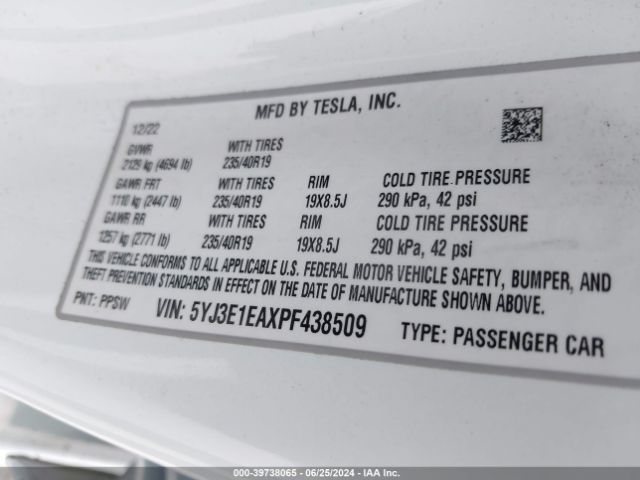 MFD BY TESLA, INC.
12/22
GVWR WITH TIRES
2129 kg (4694 lb) 235/40R19
GAWR FRT WITH TIRES RIM COLD TIRE PRESSURE
1110 kg (2447 lb) 235/40R19 19X8.5J 290 kPa, 42 psi
GAWR RR WITH TIRES RIM COLD TIRE PRESSURE
1257 kg (2771 lb) 235/40R19 19X8.5J 290 kPa, 42 psi
THIS VEHICLE CONFORMS TO ALL APPLICABLE U.S. FEDERAL MOTOR VEHICLE SAFETY, BUMPER, AND
THEFT PREVENTION STANDARDS IN EFFECT ON THE DATE OF MANUFACTURE SHOWN ABOVE.
PNT: PPSW VIN: 5YJ3E1EAXPF438509 TYPE: PASSENGER CAR
000-39738065 - 06/25/2024 - IAA Inc.